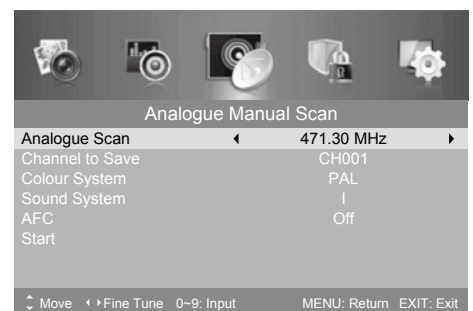 Analogue Manual Scan
Analogue Scan 471.30 MHz
Channel to Save CH001
Colour System PAL
Sound System I
AFC Off
Start
Move Fine Tune 0~9: Input MENU: Return EXIT: Exit